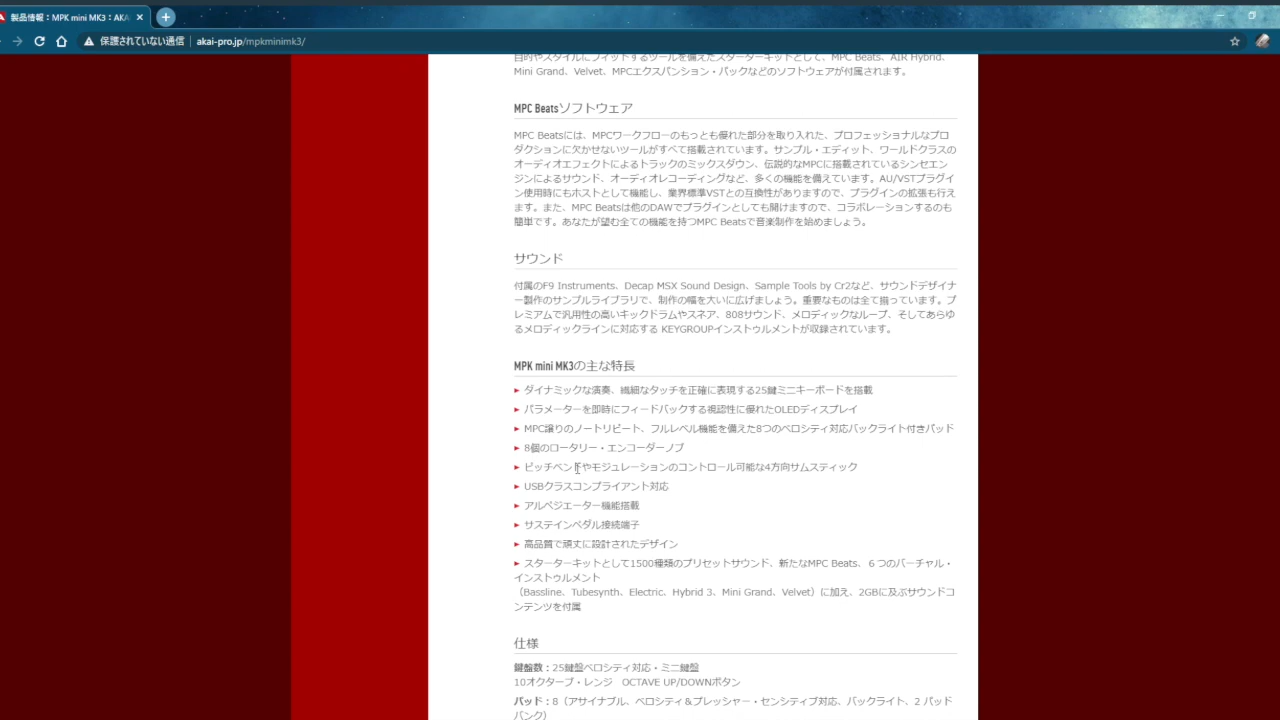 製品情報：MPK mini MK3：AKA
保護されていない通信 | akai-pro.jp/mpkminimk3/
目的やスタイルにフィットするツールを備えたスターターキットとして、MPC Beats、AIR Hybrid、
Mini Grand、Velvet、MPCエクスパンション・パックなどのソフトウェアが付属されます。
MPC Beatsソフトウェア
MPC Beatsには、MPCワークフローのもっとも優れた部分を取り入れた、プロフェッショナルなプロ
ダクションに欠かせないツールがすべて搭載されています。サンプル・エディット、ワールドクラスの
オーディオエフェクトによるトラックのミックスダウン、伝説的なMPCに搭載されているシンセエン
ジンによるサウンド、オーディオレコーディングなど、多くの機能を備えています。AU/VSTプラグイ
ン使用時にもホストとして機能し、業界標準VSTとの互換性がありますので、プラグインの拡張も行え
ます。また、MPC Beatsは他のDAWでプラグインとしても開けますので、コラボレーションするのも
簡単です。あなたが望む全ての機能を持つMPC Beatsで音楽制作を始めましょう。
サウンド
付属のF9 Instruments、Decap MSX Sound Design、Sample Tools by Cr2など、サウンドデザイナ
ー製作のサンプルライブラリで、制作の幅を大いに広げましょう。重要なものは全て揃っています。プ
レミアムで汎用性の高いキックドラムやスネア、808サウンド、メロディックなループ、そしてあらゆ
るメロディックラインに対応する KEYGROUPインストゥルメントが収録されています。
MPK mini MK3の主な特長
► ダイナミックな演奏、繊細なタッチを正確に表現する25鍵ミニキーボードを搭載
► パラメーターを即時にフィードバックする視認性に優れたOLEDディスプレイ
► MPC譲りのノートリピート、フルレベル機能を備えた8つのベロシティ対応バックライト付きパッド
► 8個のロータリー・エンコーダーノブ
► ピッチベンドやモジュレーションのコントロール可能な4方向サムスティック
► USBクラスコンプライアント対応
► アルペジエーター機能搭載
► サステインペダル接続端子
► 高品質で頑丈に設計されたデザイン
► スターターキットとして1500種類のプリセットサウンド、新たなMPC Beats、６つのバーチャル・
インストゥルメント
（Bassline、Tubesynth、Electric、Hybrid 3、Mini Grand、Velvet）に加え、2GBに及ぶサウンドコ
ンテンツを付属
仕様
鍵盤数：25鍵盤ベロシティ対応・ミニ鍵盤
10オクターブ・レンジ　OCTAVE UP/DOWNボタン
パッド：8（アサイナブル、ベロシティ＆プレッシャー・センシティブ対応、バックライト、2 パッド
バンク）